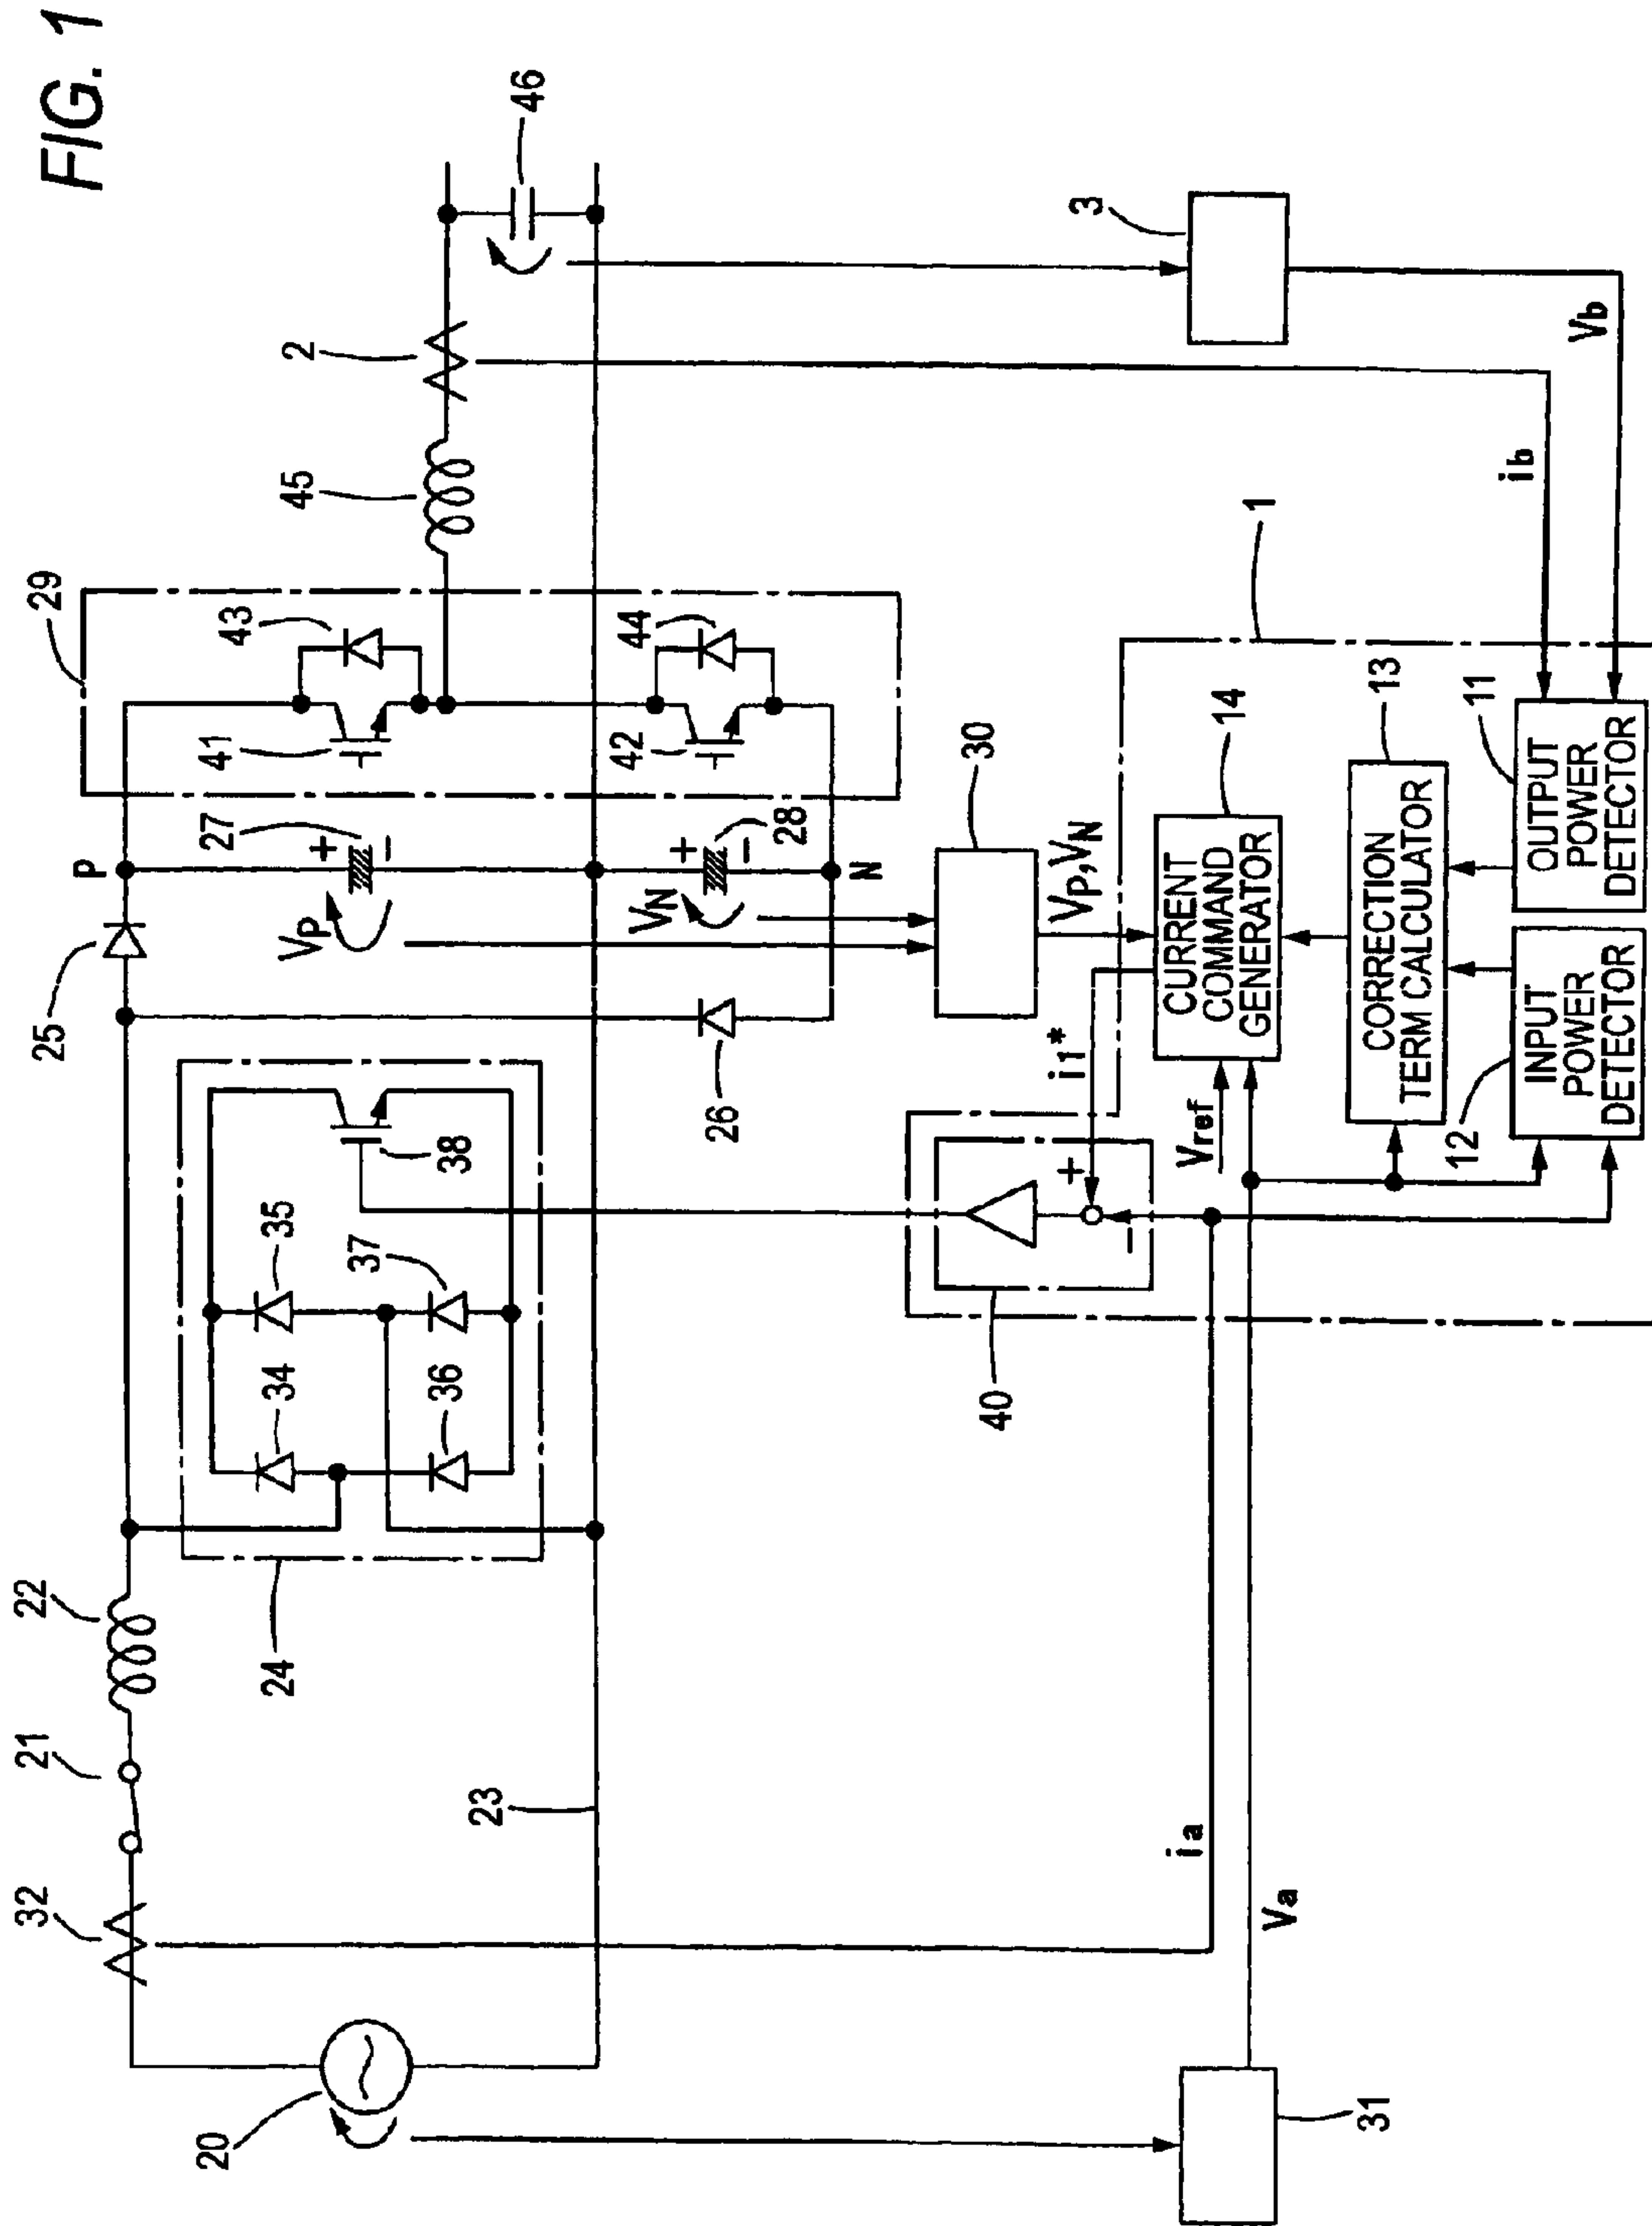 FIG. 1
32
21
22
25
P
29
27
+
−
VP
41
43
45
2
46
20
24
34
35
36
37
38
23
26
VN
+
−
28
N
42
44
30
VP,VN
3
1
40
+
−
i1*
Vref
14
CURRENT
COMMAND
GENERATOR
13
CORRECTION
TERM CALCULATOR
12
INPUT
POWER
DETECTOR
11
OUTPUT
POWER
DETECTOR
ib
Vb
ia
Va
31